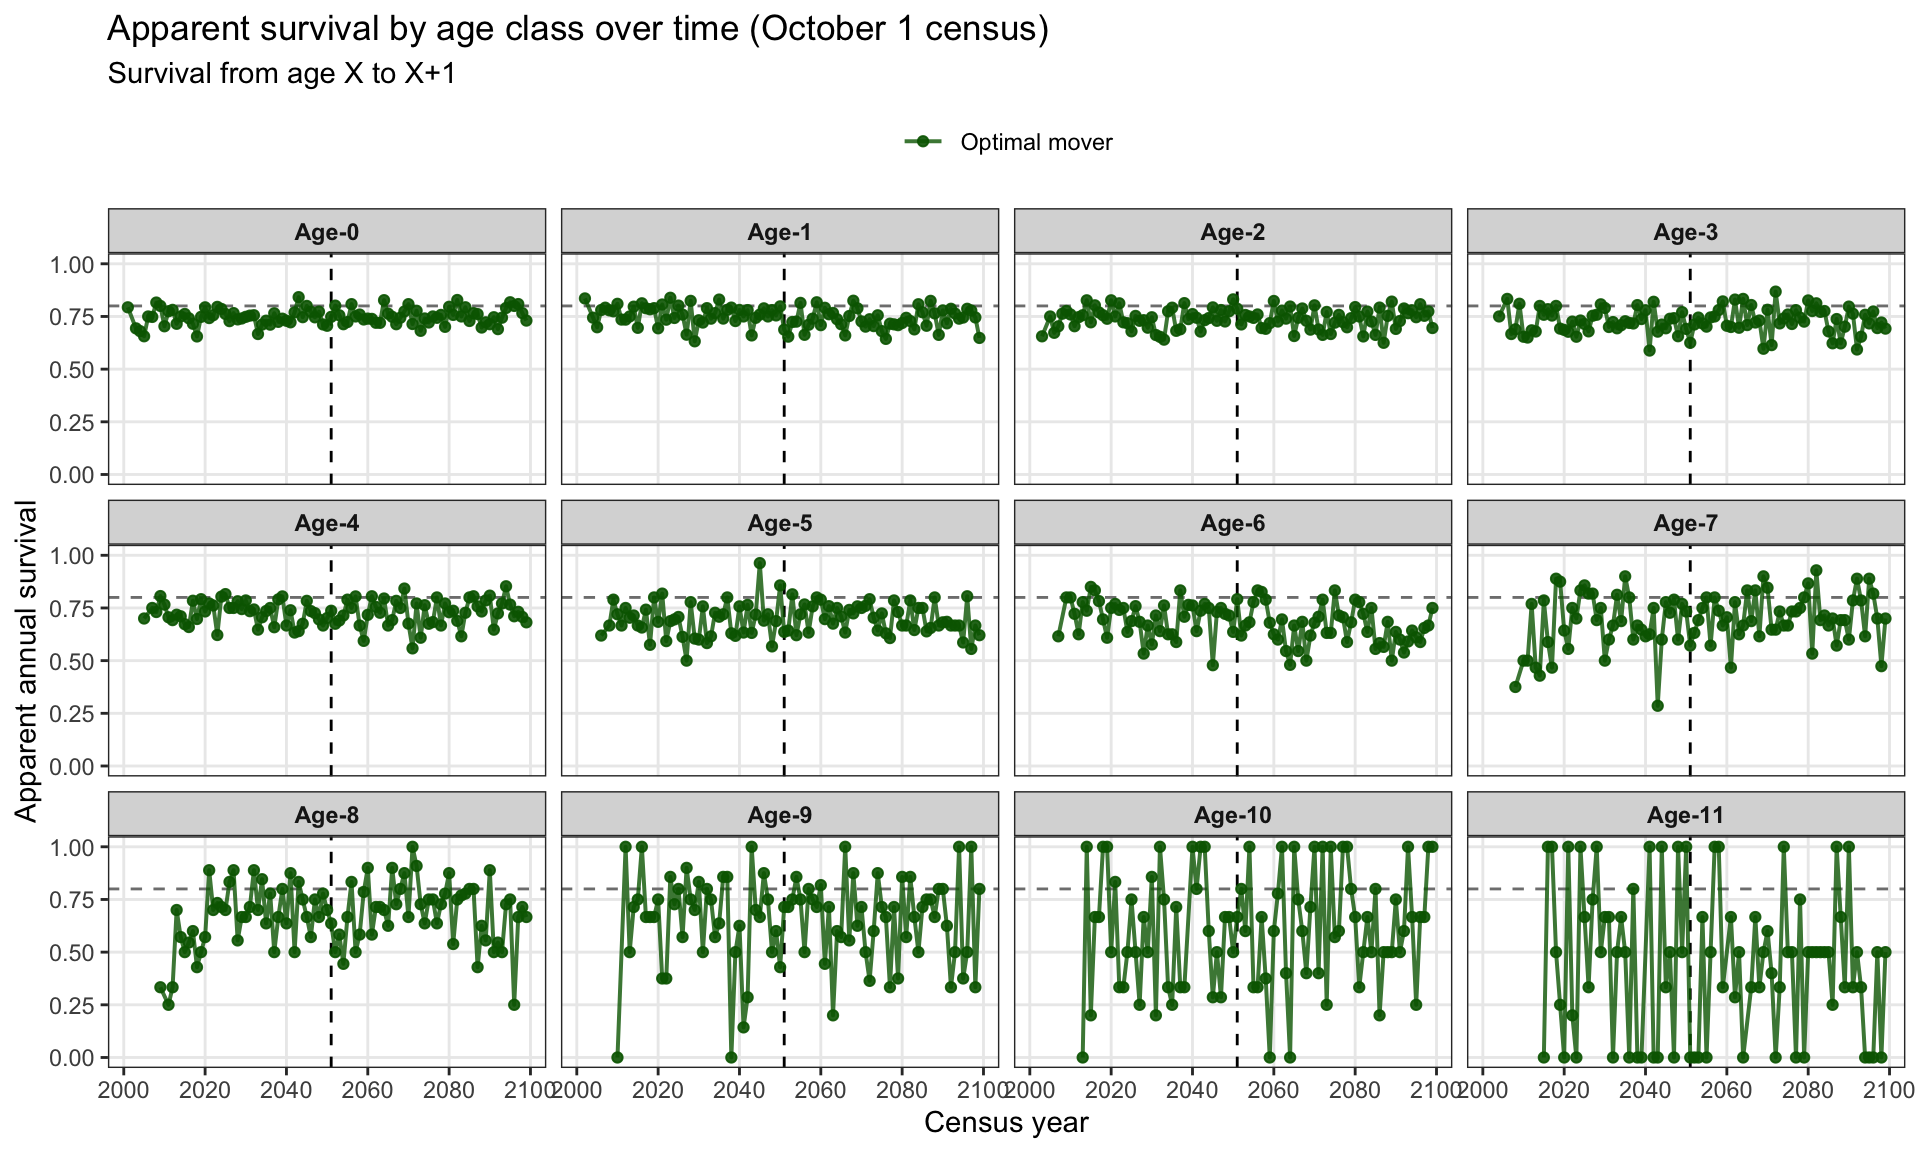 Apparent survival by age class over time (October 1 census)
Survival from age X to X+1
Optimal mover
Age-0
Age-1
Age-2
Age-3
1.00
0.75
0.50
0.25
0.00
Age-4
Age-5
Age-6
Age-7
1.00
0.75
0.50
0.25
0.00
Age-8
Age-9
Age-10
Age-11
1.00
0.75
0.50
0.25
0.00
2000 2020 2040 2060 2080 2100
2000 2020 2040 2060 2080 2100
2000 2020 2040 2060 2080 2100
2000 2020 2040 2060 2080 2100
Apparent annual survival
Census year